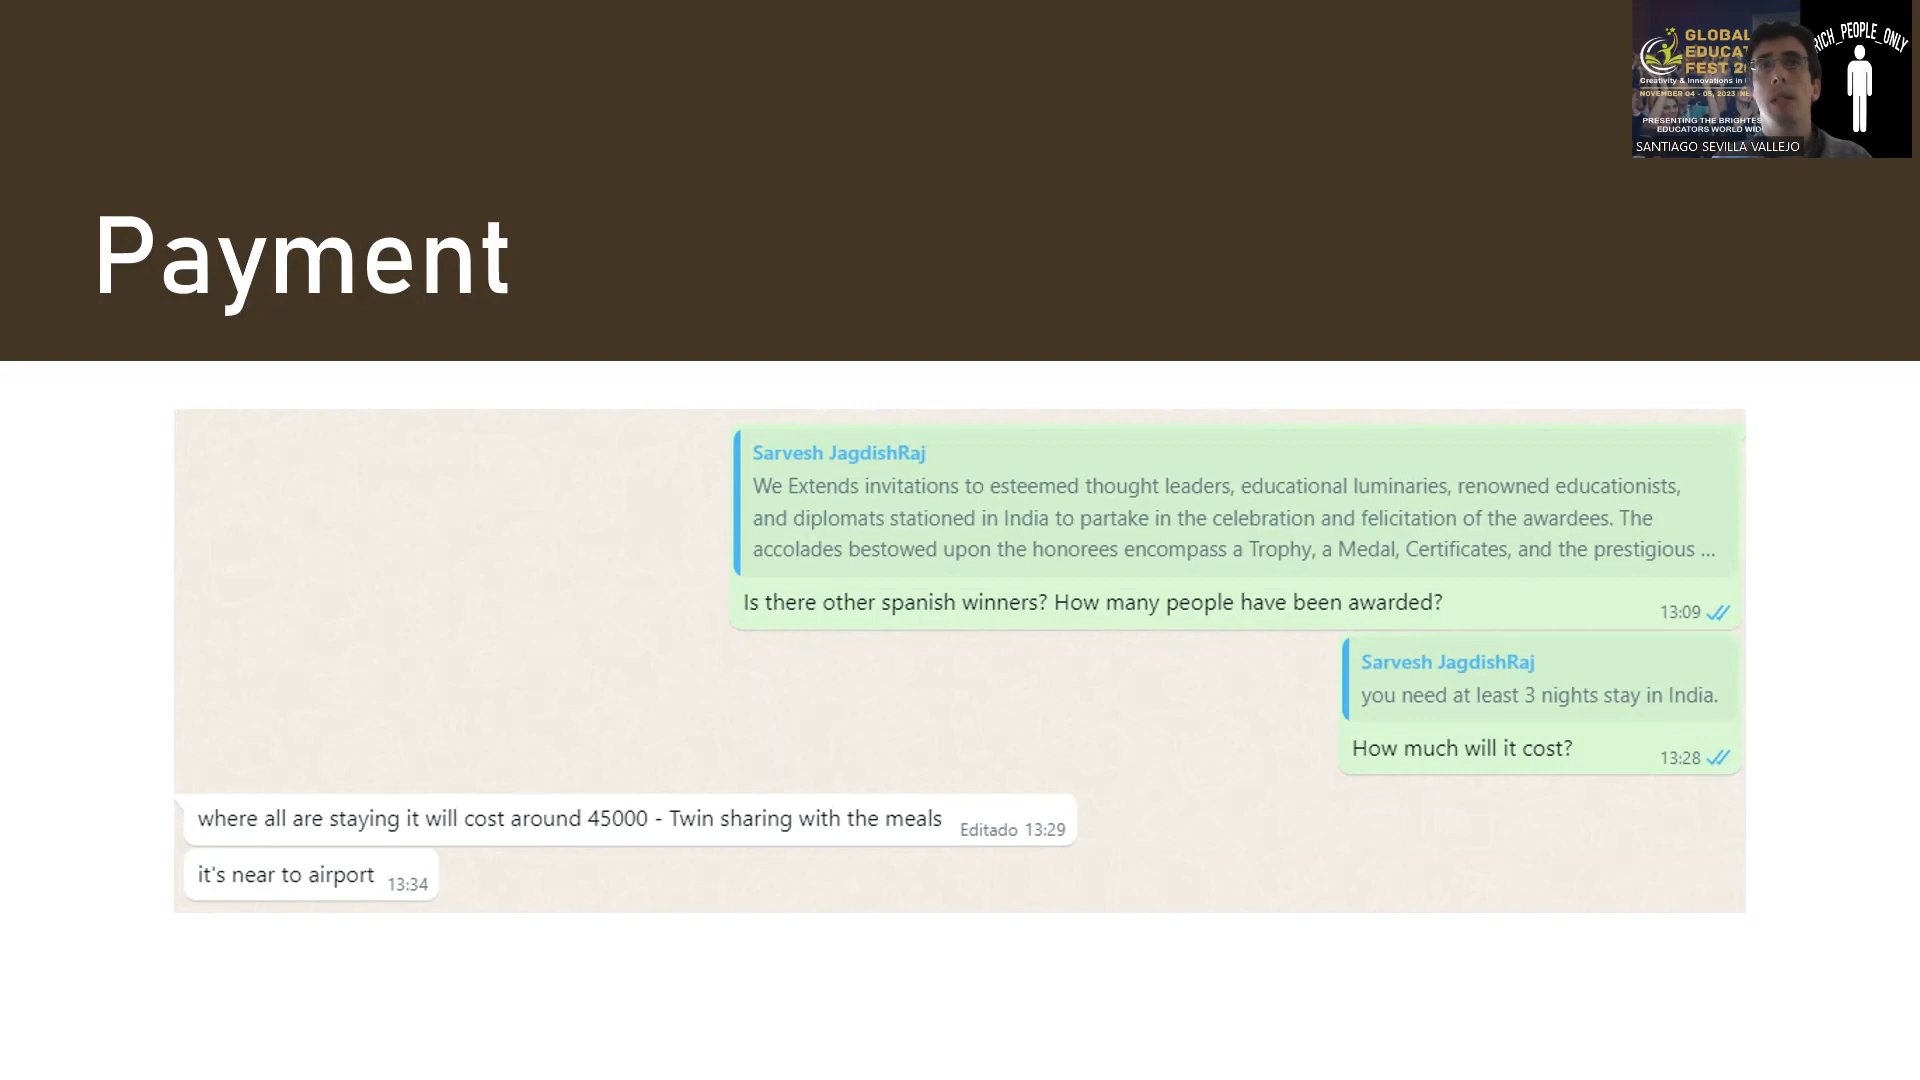 GLOBAL
EDUCAT
FEST 20
Creativity & Innovations in
NOVEMBER 04 - 05, 2023 NE
PRESENTING THE BRIGHTES
EDUCATORS WORLD WID
RICH_PEOPLE_ONLY
SANTIAGO SEVILLA VALLEJO
Payment
Sarvesh JagdishRaj
We Extends invitations to esteemed thought leaders, educational luminaries, renowned educationists,
and diplomats stationed in India to partake in the celebration and felicitation of the awardees. The
accolades bestowed upon the honorees encompass a Trophy, a Medal, Certificates, and the prestigious ...
Is there other spanish winners? How many people have been awarded?
13:09
Sarvesh JagdishRaj
you need at least 3 nights stay in India.
How much will it cost?
13:28
where all are staying it will cost around 45000 - Twin sharing with the meals
Editado 13:29
it's near to airport
13:34